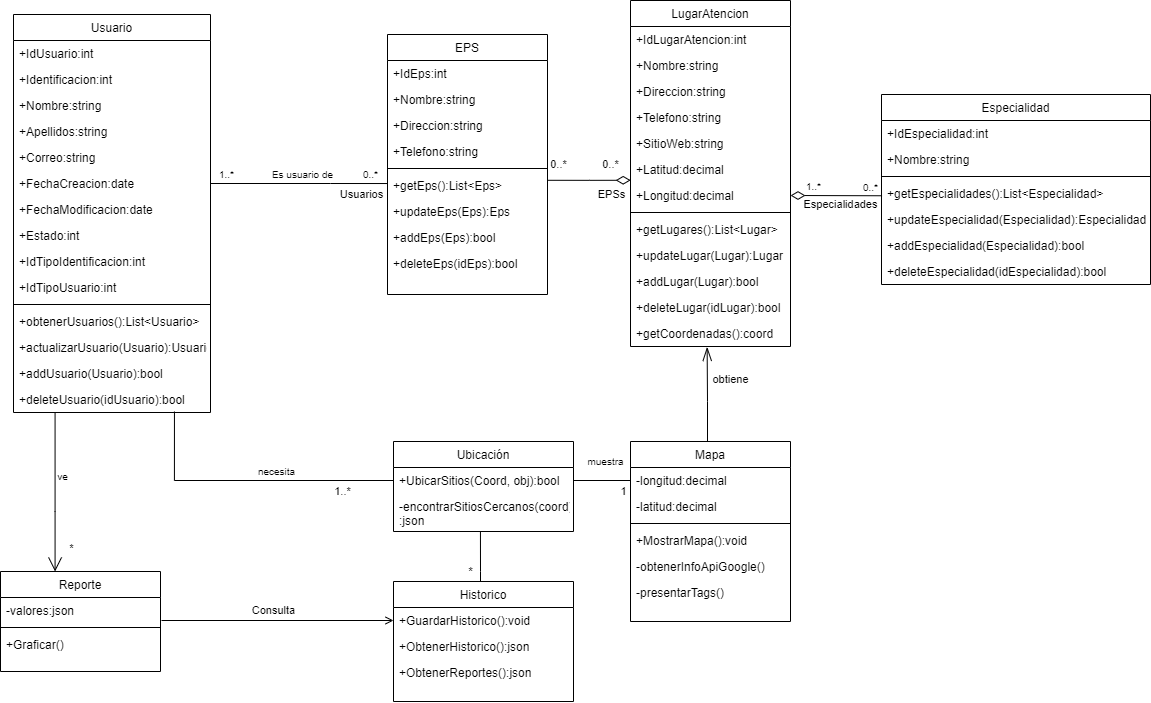 Usuario
+IdUsuario:int
+Identificacion:int
+Nombre:string
+Apellidos:string
+Correo:string
+FechaCreacion:date
+FechaModificacion:date
+Estado:int
+IdTipoIdentificacion:int
+IdTipoUsuario:int
+obtenerUsuarios():List<Usuario>
+actualizarUsuario(Usuario):Usuari
+addUsuario(Usuario):bool
+deleteUsuario(idUsuario):bool
1..*
Es usuario de
0..*
Usuarios
EPS
+IdEps:int
+Nombre:string
+Direccion:string
+Telefono:string
+getEps():List<Eps>
+updateEps(Eps):Eps
+addEps(Eps):bool
+deleteEps(idEps):bool
0..*
0..*
EPSs
LugarAtencion
+IdLugarAtencion:int
+Nombre:string
+Direccion:string
+Telefono:string
+SitioWeb:string
+Latitud:decimal
+Longitud:decimal
+getLugares():List<Lugar>
+updateLugar(Lugar):Lugar
+addLugar(Lugar):bool
+deleteLugar(idLugar):bool
+getCoordenadas():coord
1..*
0..*
Especialidades
Especialidad
+IdEspecialidad:int
+Nombre:string
+getEspecialidades():List<Especialidad>
+updateEspecialidad(Especialidad):Especialidad
+addEspecialidad(Especialidad):bool
+deleteEspecialidad(idEspecialidad):bool
obtiene
ve
*
necesita
1..*
Ubicación
+UbicarSitios(Coord, obj):bool
-encontrarSitiosCercanos(coord
:json
muestra
1
Mapa
-longitud:decimal
-latitud:decimal
+MostrarMapa():void
-obtenerInfoApiGoogle()
-presentarTags()
*
Reporte
-valores:json
+Graficar()
Consulta
Historico
+GuardarHistorico():void
+ObtenerHistorico():json
+ObtenerReportes():json